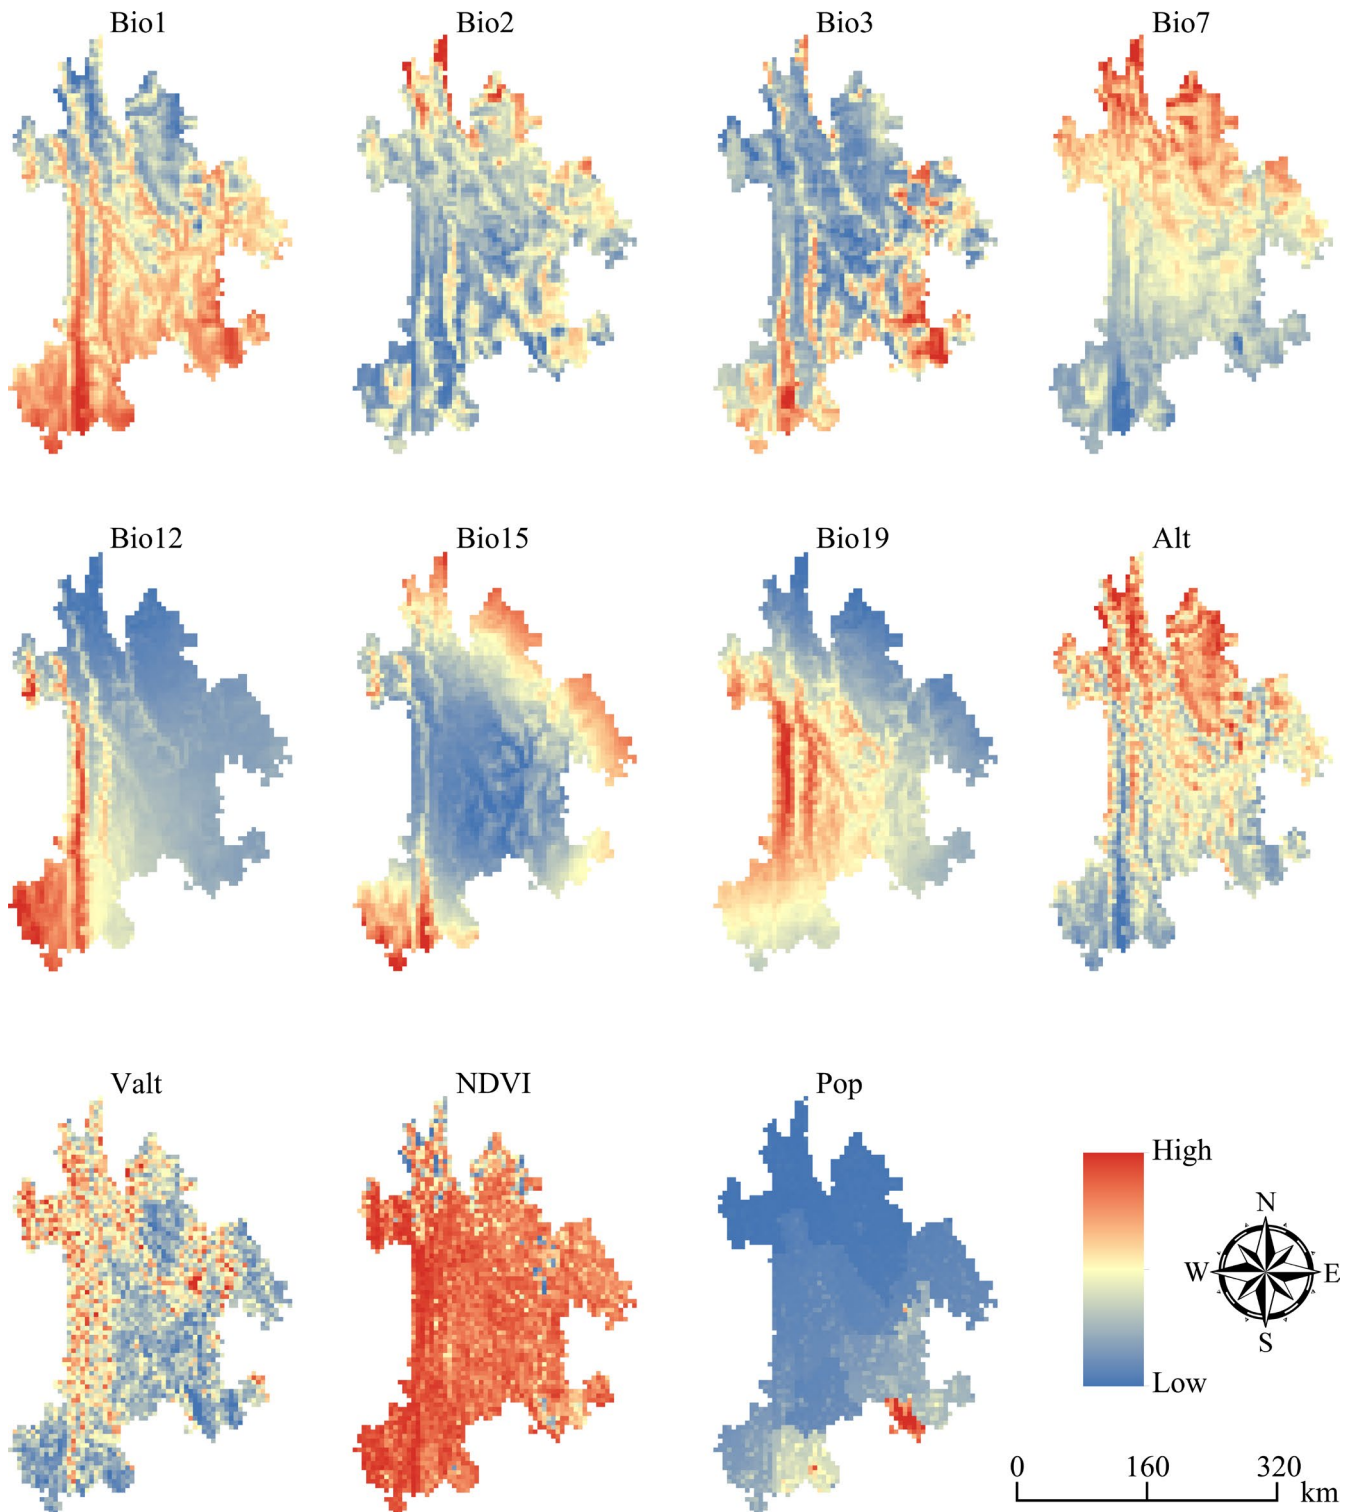 Bio1
Bio2
Bio3
Bio7
Bio12
Bio15
Bio19
Alt
Valt
NDVI
Pop
High
Low
N
W
E
S
0 160 320
km